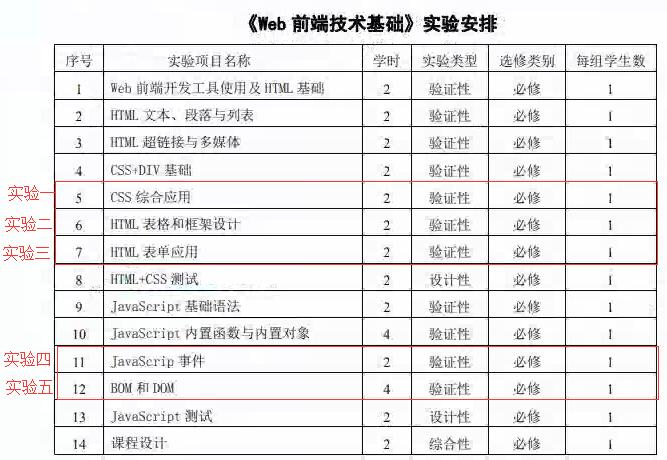 《Web 前端技术基础》实验安排
序号 实验项目名称 学时 实验类型 选修类别 每组学生数
1 Web 前端开发工具使用及 HTML 基础 2 验证性 必修 1
2 HTML 文本、段落与列表 2 验证性 必修 1
3 HTML 超链接与多媒体 2 验证性 必修 1
4 CSS+DIV 基础 2 验证性 必修 1
实验一 5 CSS 综合应用 2 验证性 必修 1
实验二 6 HTML 表格和框架设计 2 验证性 必修 1
实验三 7 HTML 表单应用 2 验证性 必修 1
8 HTML+CSS 测试 2 设计性 必修 1
9 JavaScript 基础语法 2 验证性 必修 1
10 JavaScript 内置函数与内置对象 4 验证性 必修 1
实验四 11 JavaScrip 事件 2 验证性 必修 1
实验五 12 BOM 和 DOM 4 验证性 必修 1
13 JavaScript 测试 2 设计性 必修 1
14 课程设计 2 综合性 必修 1